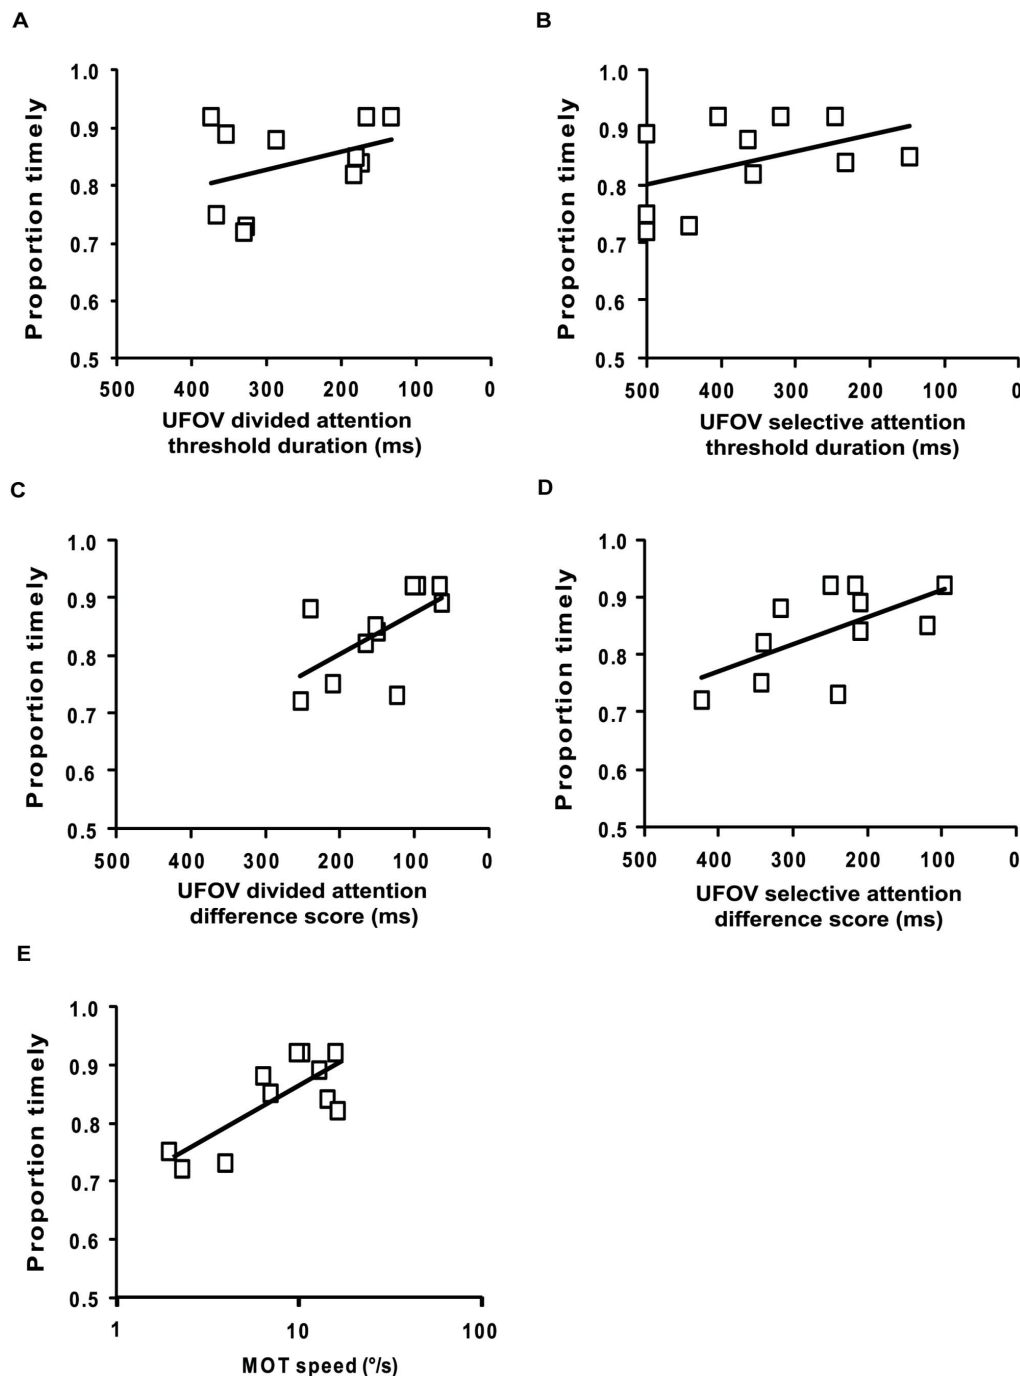 A
Proportion timely
1.0
0.9
0.8
0.7
0.6
0.5
500 400 300 200 100 0
UFOV divided attention
threshold duration (ms)
B
Proportion timely
1.0
0.9
0.8
0.7
0.6
0.5
500 400 300 200 100 0
UFOV selective attention
threshold duration (ms)
C
Proportion timely
1.0
0.9
0.8
0.7
0.6
0.5
500 400 300 200 100 0
UFOV divided attention
difference score (ms)
D
Proportion timely
1.0
0.9
0.8
0.7
0.6
0.5
500 400 300 200 100 0
UFOV selective attention
difference score (ms)
E
Proportion timely
1.0
0.9
0.8
0.7
0.6
0.5
1 10 100
MOT speed (°/s)